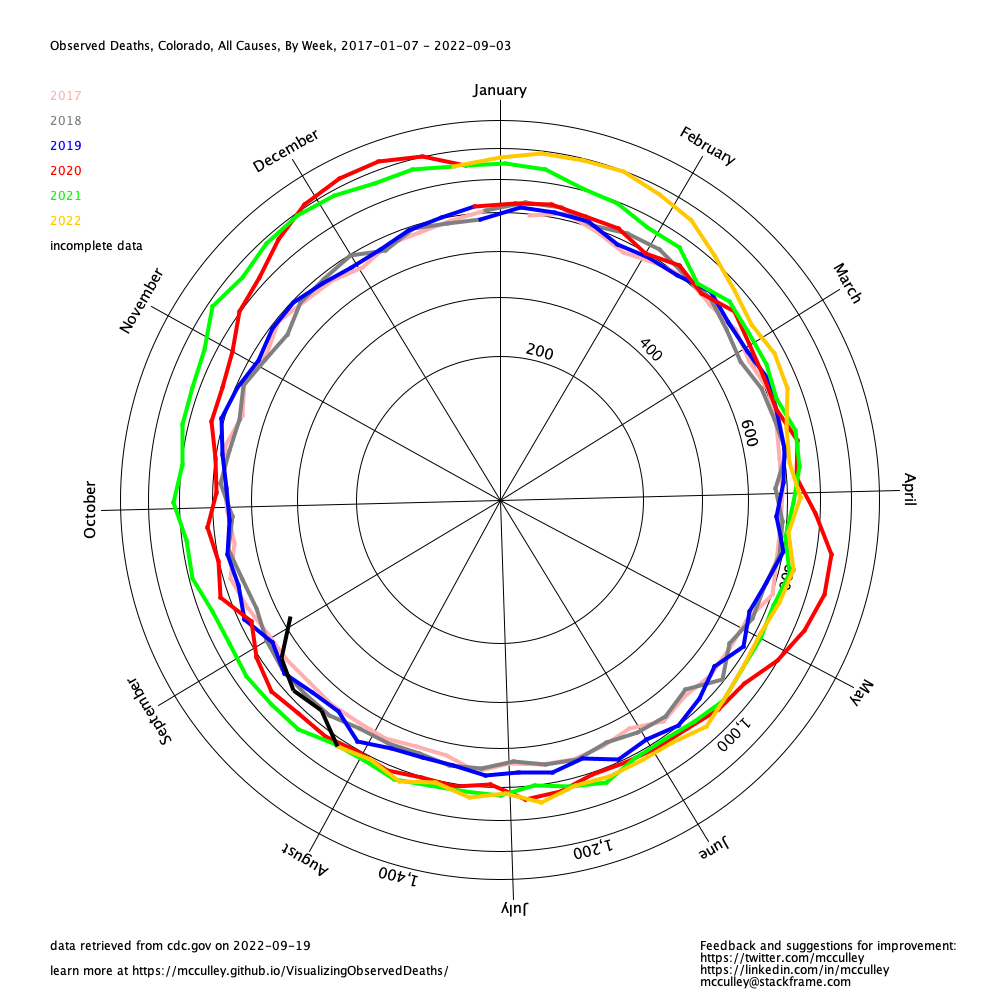 Observed Deaths, Colorado, All Causes, By Week, 2017-01-07 - 2022-09-03
2017
2018
2019
2020
2021
2022
incomplete data
January
February
March
April
May
June
July
August
September
October
November
December
200
400
600
1,000
1,200
1,400
data retrieved from cdc.gov on 2022-09-19
learn more at https://mcculley.github.io/VisualizingObservedDeaths/
Feedback and suggestions for improvement:
https://twitter.com/mcculley
https://linkedin.com/in/mcculley
mcculley@stackframe.com